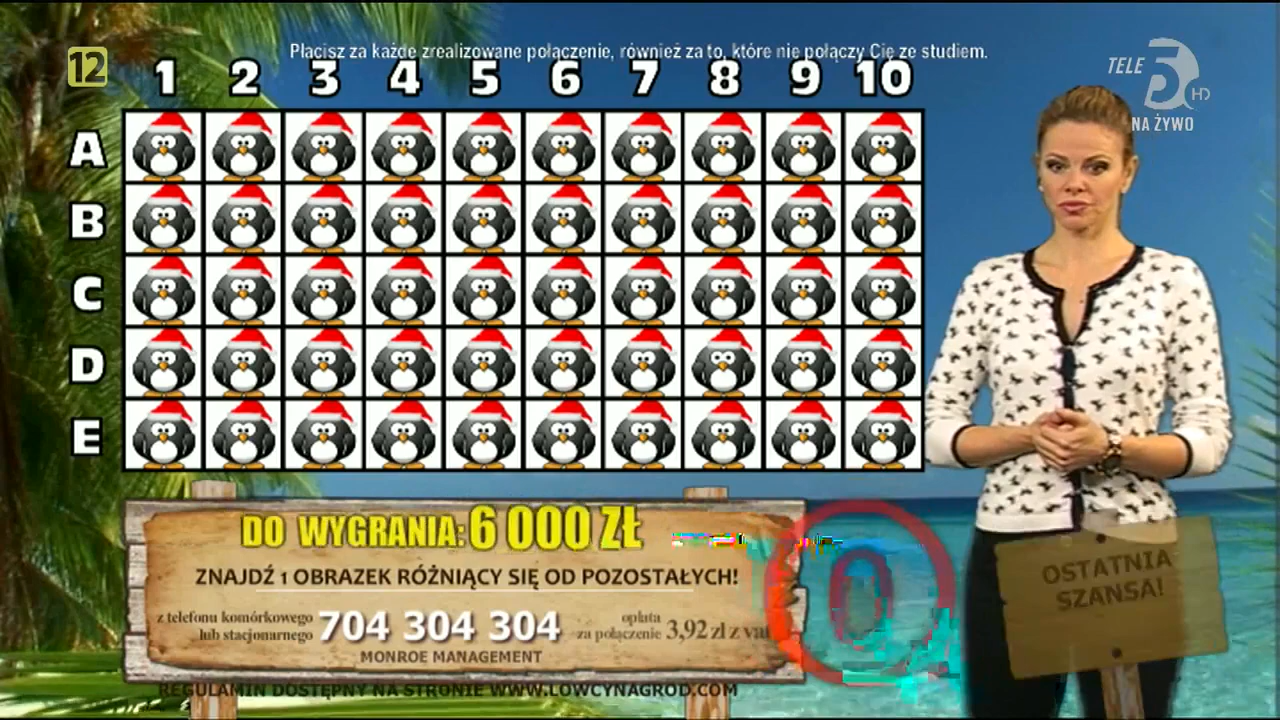 Płacisz za każde zrealizowane połączenie, również za to, które nie połączy Cię ze studiem.
12
1 2 3 4 5 6 7 8 9 10
TELE 5 HD
NA ŻYWO
A
B
C
D
E
DO WYGRANIA: 6 000 ZŁ
ZNAJDŹ 1 OBRAZEK RÓŻNIĄCY SIĘ OD POZOSTAŁYCH!
z telefonu komórkowego
lub stacjonarnego
704 304 304
opłata
za połączenie
3,92 zł z vat
MONROE MANAGEMENT
0
OSTATNIA
SZANSA!
REGULAMIN DOSTĘPNY NA STRONIE WWW.LOWCYNAGROD.COM